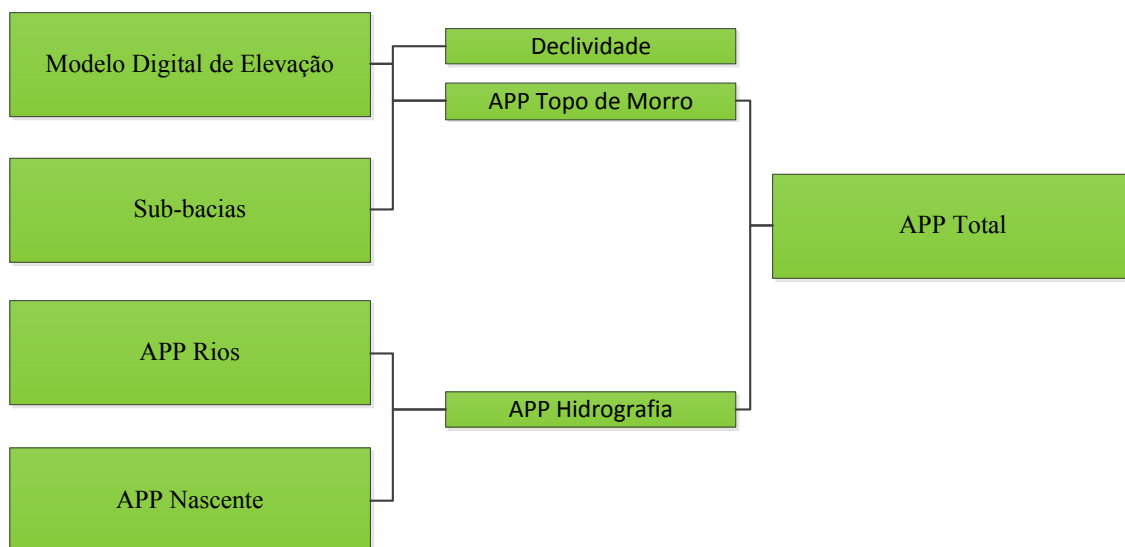 Modelo Digital de Elevação
Sub-bacias
APP Rios
APP Nascente
Declividade
APP Topo de Morro
APP Hidrografia
APP Total